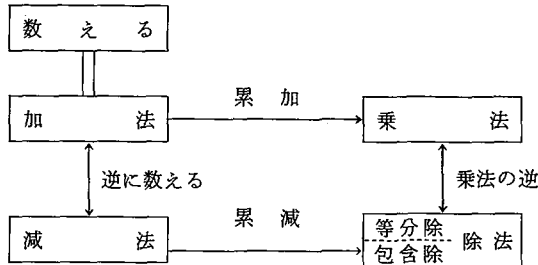 数える
累加
加法
乗法
逆に数える
乗法の逆
累減
減法
等分除
除法
包含除